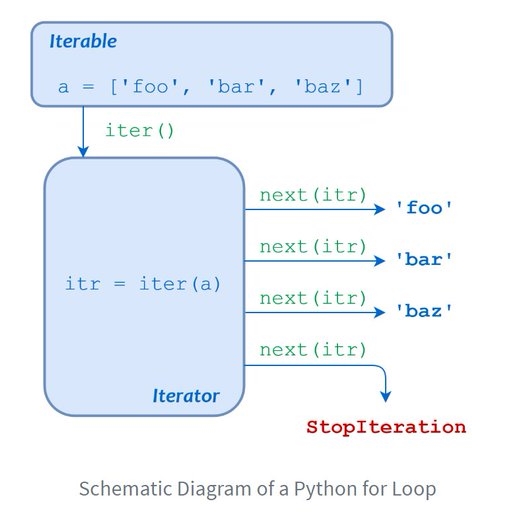 Iterable
a = ['foo', 'bar', 'baz']
iter()
next(itr)
'foo'
next(itr)
'bar'
itr = iter(a)
next(itr)
'baz'
next(itr)
Iterator
StopIteration
Schematic Diagram of a Python for Loop